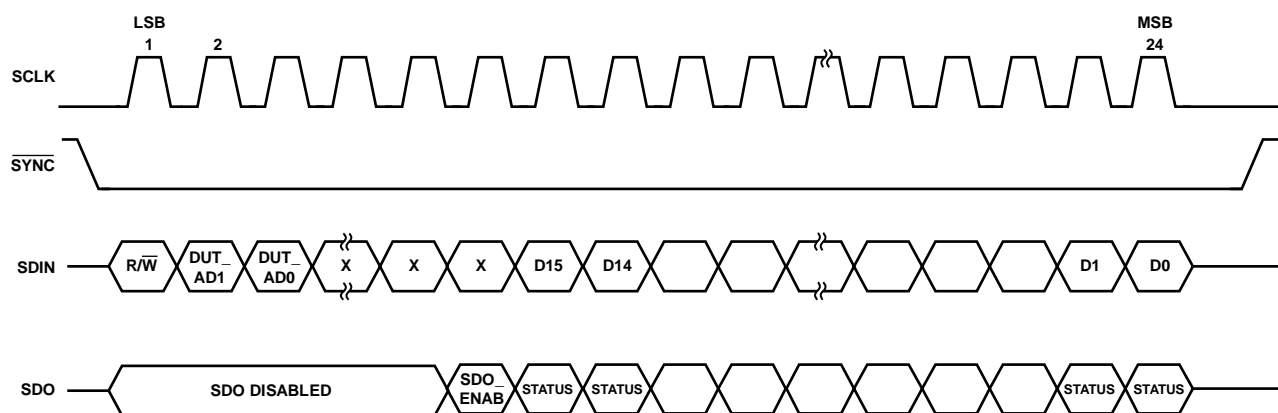 LSB MSB
1 2 24
SCLK
S̅Y̅N̅C̅
SDIN R/W̅ DUT_ AD1 DUT_ AD0 X X X D15 D14 D1 D0
SDO SDO DISABLED SDO_ ENAB STATUS STATUS STATUS STATUS